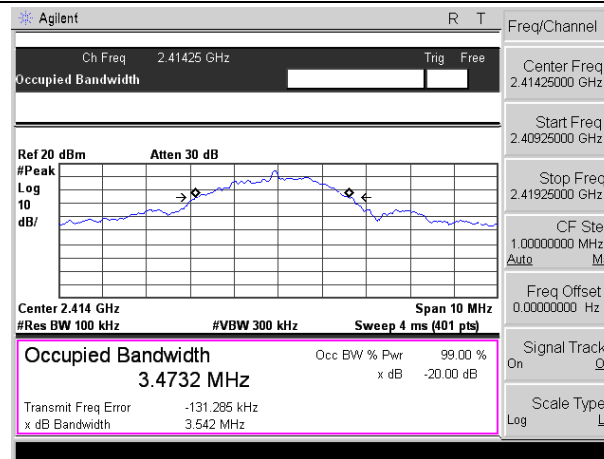 Agilent R T
Ch Freq 2.41425 GHz Trig Free
Occupied Bandwidth
Ref 20 dBm Atten 30 dB
#Peak
Log
10
dB/
Center 2.414 GHz Span 10 MHz
#Res BW 100 kHz #VBW 300 kHz Sweep 4 ms (401 pts)
Occupied Bandwidth Occ BW % Pwr 99.00 %
3.4732 MHz x dB -20.00 dB
Transmit Freq Error -131.285 kHz
x dB Bandwidth 3.542 MHz
Freq/Channel
Center Freq
2.41425000 GHz
Start Freq
2.40925000 GHz
Stop Freq
2.41925000 GHz
CF Ste
1.00000000 MHz
Auto M
Freq Offset
0.00000000 Hz
Signal Track
On O
Scale Type
Log L